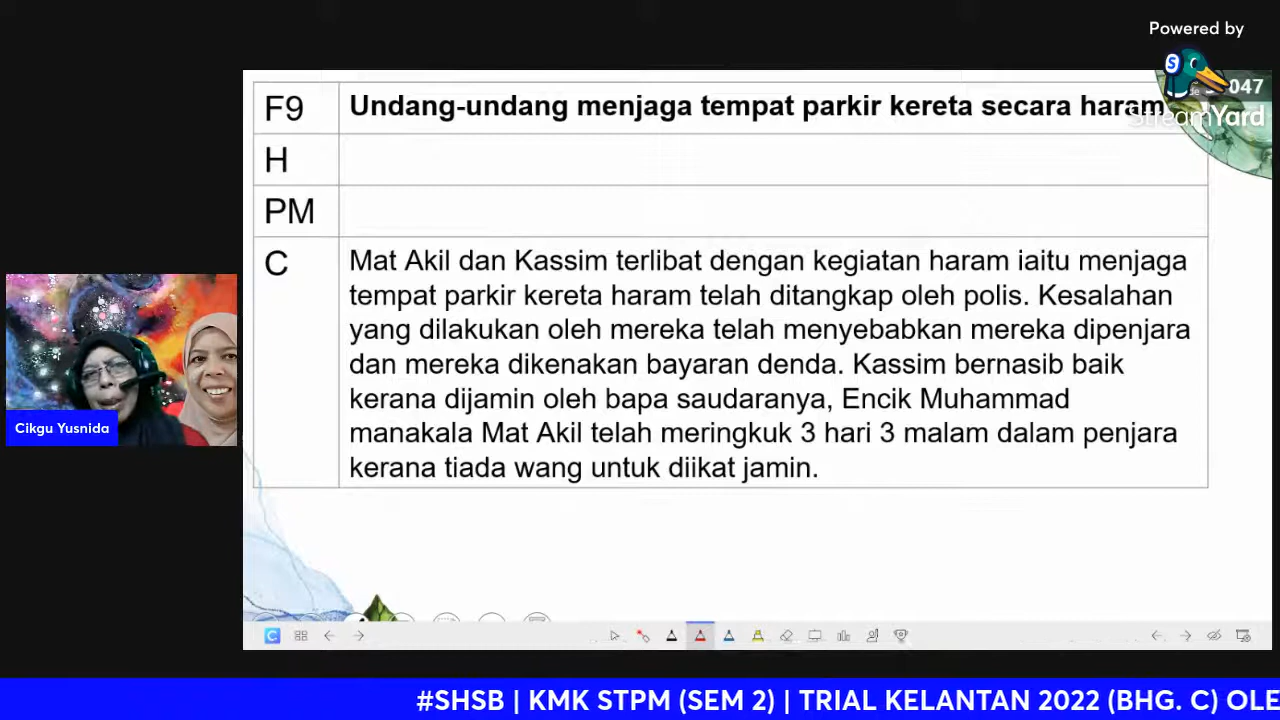 Powered by
F9 Undang-undang menjaga tempat parkir kereta secara haram
047
StreamYard
H
PM
C Mat Akil dan Kassim terlibat dengan kegiatan haram iaitu menjaga
tempat parkir kereta haram telah ditangkap oleh polis. Kesalahan
yang dilakukan oleh mereka telah menyebabkan mereka dipenjara
dan mereka dikenakan bayaran denda. Kassim bernasib baik
kerana dijamin oleh bapa saudaranya, Encik Muhammad
manakala Mat Akil telah meringkuk 3 hari 3 malam dalam penjara
kerana tiada wang untuk diikat jamin.
Cikgu Yusnida
#SHSB | KMK STPM (SEM 2) | TRIAL KELANTAN 2022 (BHG. C) OLE